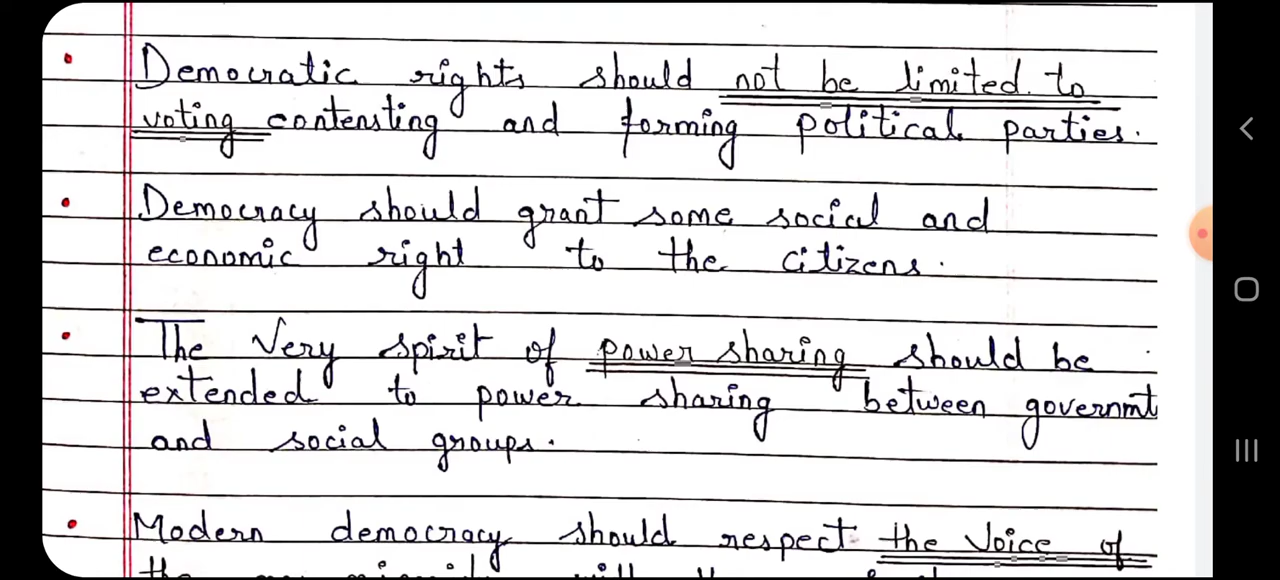 Democratic rights should not be limited to
voting contensting and forming political parties.
Democracy should grant some social and
economic right to the citizens.
The Very spirit of power sharing should be
extended to power sharing between governmt
and social groups.
Modern democracy should respect the Voice of
the